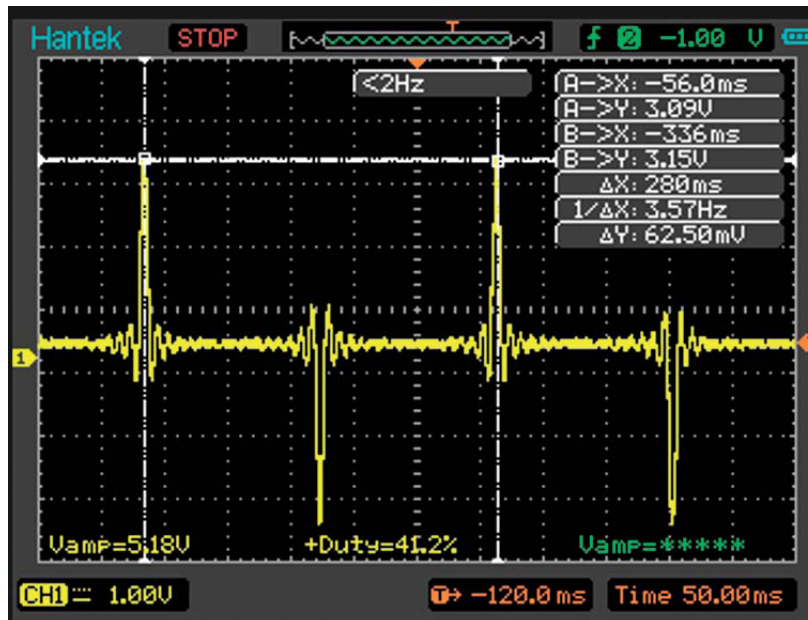 Hantek STOP T ƒ 2 -1.00 V
<2Hz
A->X: -56.0ms
A->Y: 3.09V
B->X: -336ms
B->Y: 3.15V
ΔX: 280ms
1/ΔX: 3.57Hz
ΔY: 62.50mV
1
Vamp=5.18V +Duty=41.2% Vamp=*****
CH1 1.00V T -120.0ms Time 50.00ms